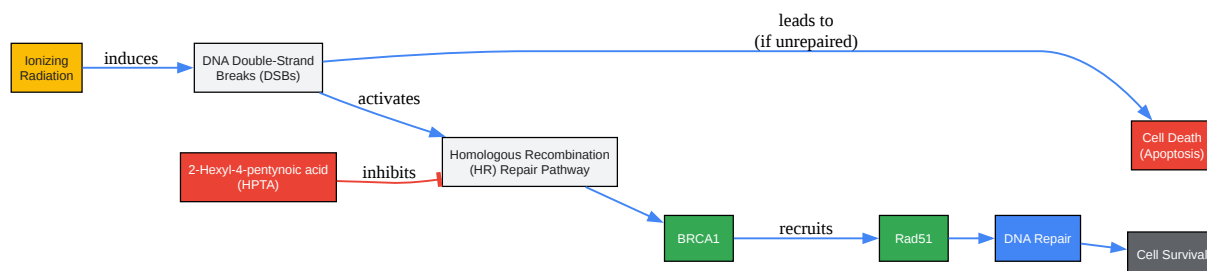 leads to
(if unrepaired)
Ionizing
Radiation
induces
DNA Double-Strand
Breaks (DSBs)
activates
Cell Death
(Apoptosis)
2-Hexyl-4-pentynoic acid
(HPTA)
inhibits
Homologous Recombination
(HR) Repair Pathway
BRCA1
recruits
Rad51
DNA Repair
Cell Survival